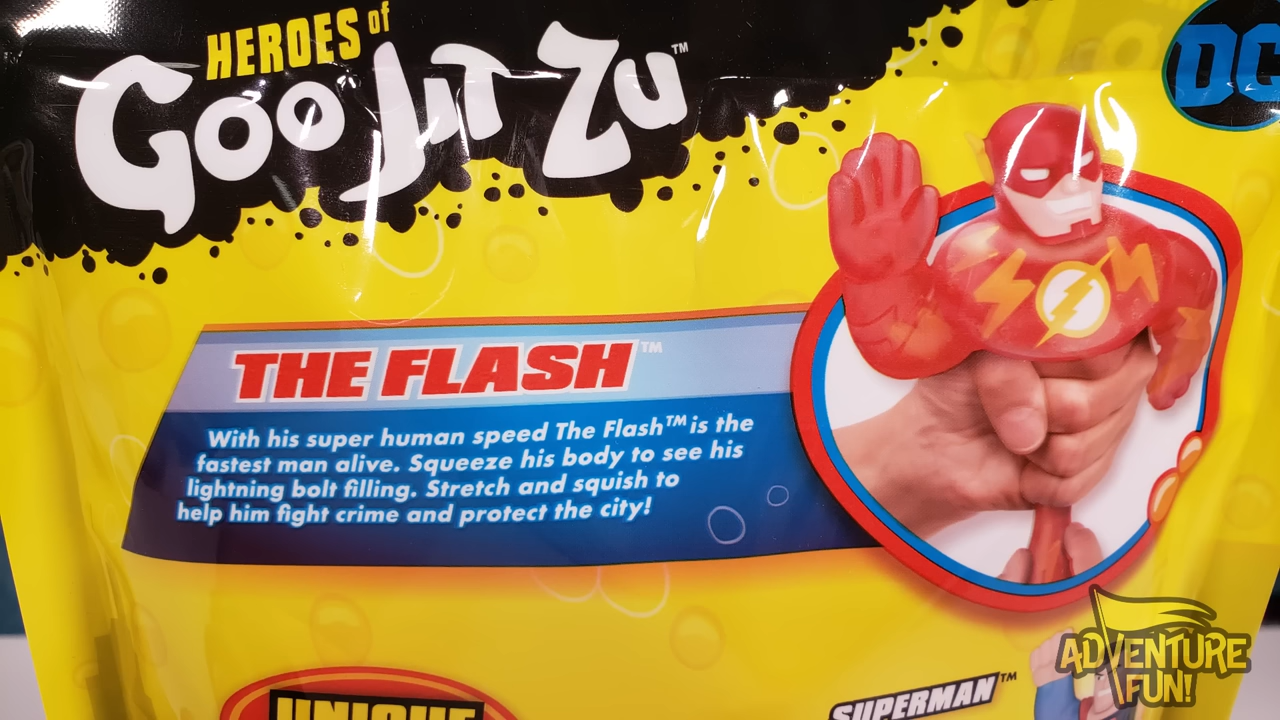 HEROES of
GOO JIT ZU™
DC
THE FLASH™
With his super human speed The Flash™ is the
fastest man alive. Squeeze his body to see his
lightning bolt filling. Stretch and squish to
help him fight crime and protect the city!
UNIQUE
SUPERMAN™
ADVENTURE
FUN!